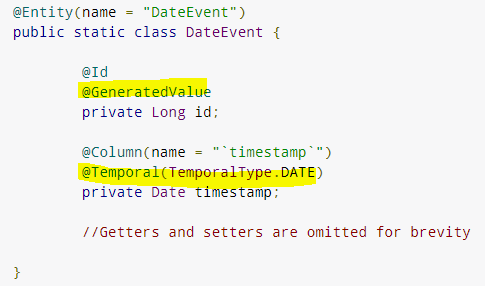 @Entity(name = "DateEvent")
public static class DateEvent {
@Id
@GeneratedValue
private Long id;
@Column(name = "`timestamp`")
@Temporal(TemporalType.DATE)
private Date timestamp;
//Getters and setters are omitted for brevity
}